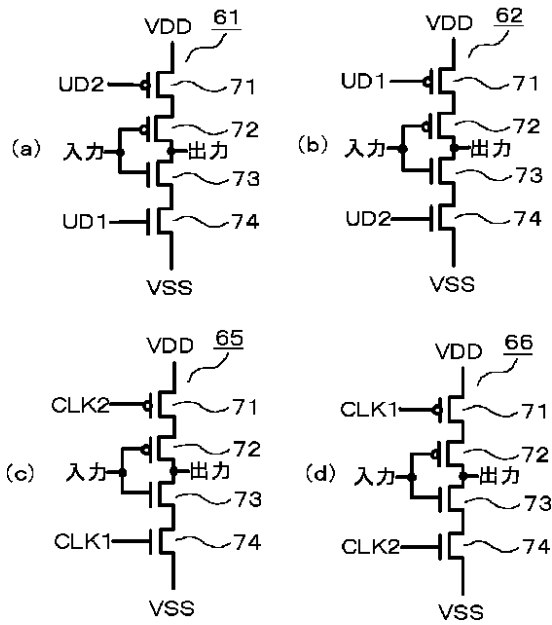 61
VDD
UD2
71
72
(a) 入力 出力
73
UD1
74
VSS
62
VDD
UD1
71
72
(b) 入力 出力
73
UD2
74
VSS
65
VDD
CLK2
71
72
(c) 入力 出力
73
CLK1
74
VSS
66
VDD
CLK1
71
72
(d) 入力 出力
73
CLK2
74
VSS